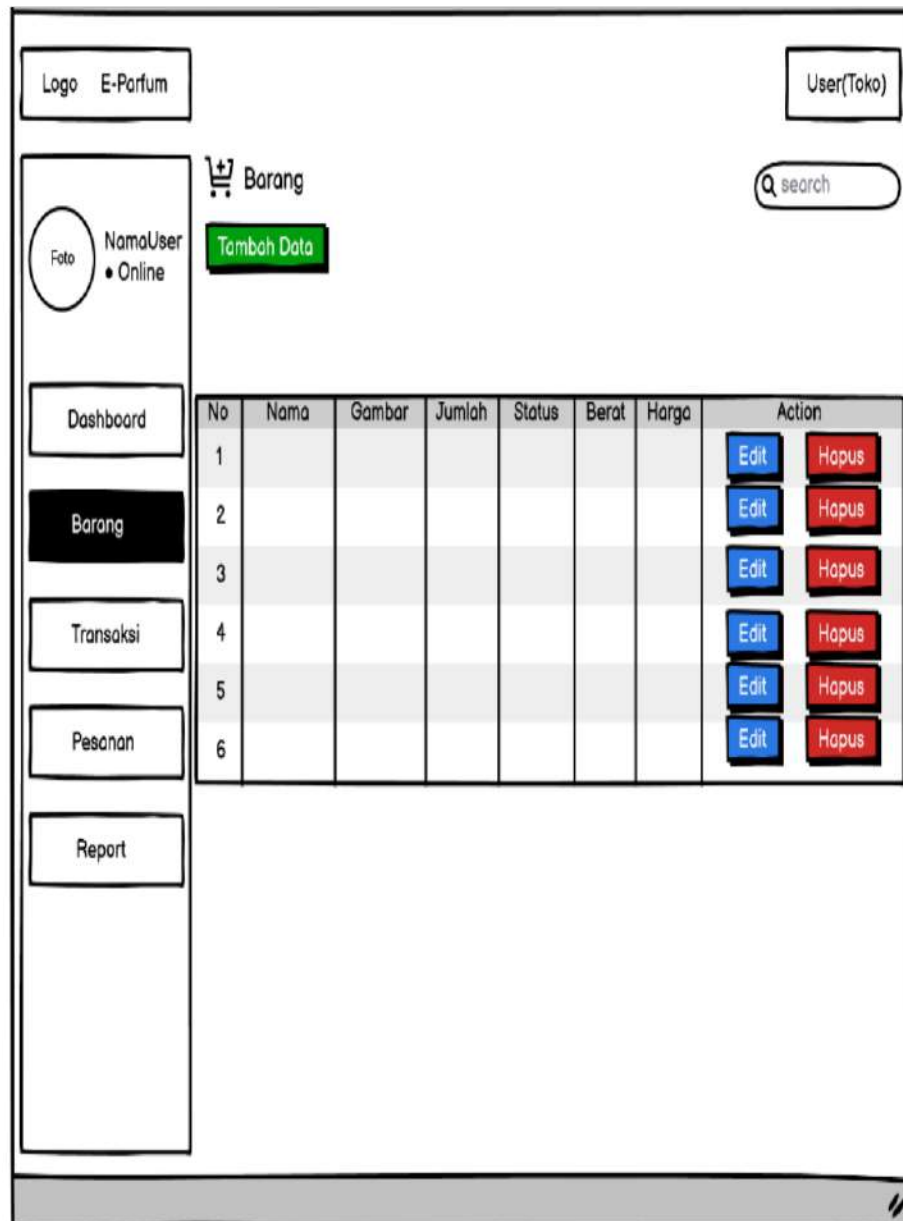 Logo E-Parfum
User(Toko)
Foto
NamaUser
• Online
Barang
search
Tambah Data
Dashboard
Barang
Transaksi
Pesanan
Report
No Nama Gambar Jumlah Status Berat Harga Action
1 Edit Hapus
2 Edit Hapus
3 Edit Hapus
4 Edit Hapus
5 Edit Hapus
6 Edit Hapus